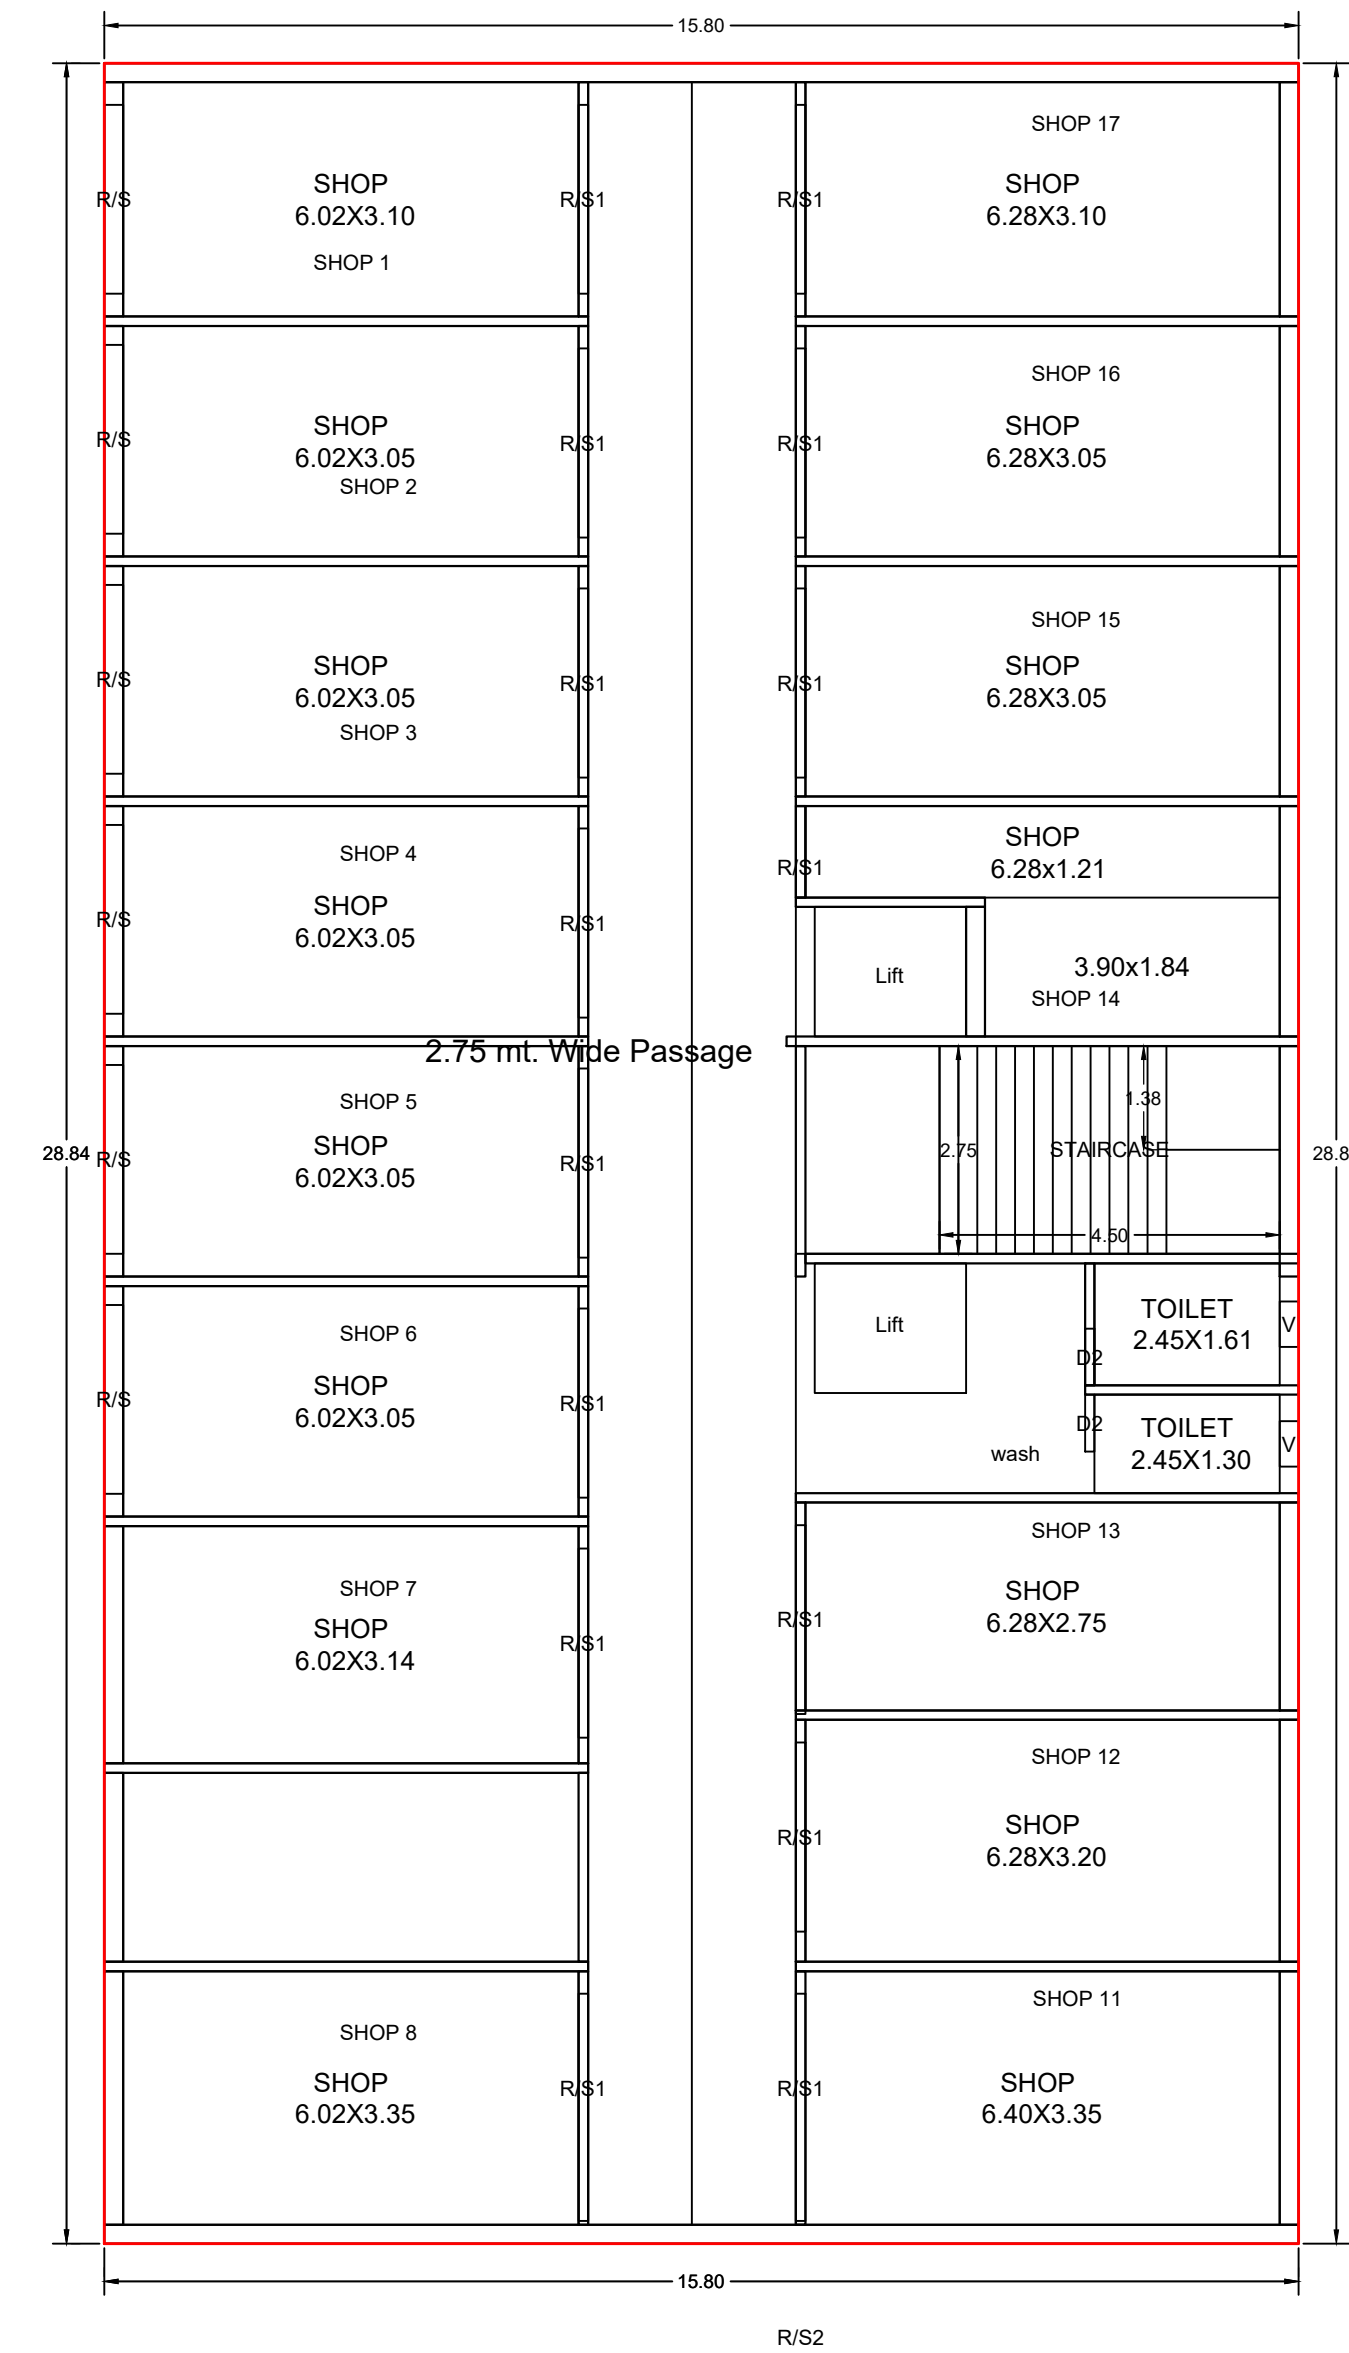 15.80
SHOP 17
SHOP
6.02X3.10
SHOP 1
R/S
R/S1
R/S1
SHOP
6.28X3.10
SHOP 16
SHOP
6.02X3.05
SHOP 2
R/S
R/S1
R/S1
SHOP
6.28X3.05
SHOP 15
SHOP
6.02X3.05
SHOP 3
R/S
R/S1
R/S1
SHOP
6.28X3.05
SHOP 4
SHOP
6.02X3.05
R/S
R/S1
R/S1
SHOP
6.28x1.21
Lift
3.90x1.84
SHOP 14
2.75 mt. Wide Passage
SHOP 5
SHOP
6.02X3.05
28.84
R/S
R/S1
2.75
1.38
STAIRCASE
4.50
28.8
SHOP 6
SHOP
6.02X3.05
R/S
R/S1
Lift
TOILET
2.45X1.61
V
D2
D2
TOILET
2.45X1.30
V
wash
SHOP 7
SHOP
6.02X3.14
R/S1
R/S1
SHOP 13
SHOP
6.28X2.75
SHOP 12
SHOP
6.28X3.20
R/S1
SHOP 11
SHOP 8
SHOP
6.02X3.35
R/S1
R/S1
SHOP
6.40X3.35
15.80
R/S2